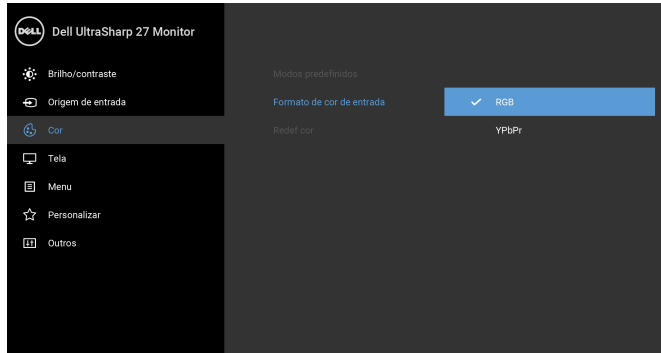 DELL
Dell UltraSharp 27 Monitor
Brilho/contraste
Origem de entrada
Cor
Tela
Menu
Personalizar
Outros
Modos predefinidos
Formato de cor de entrada
Redef cor
RGB
YPbPr